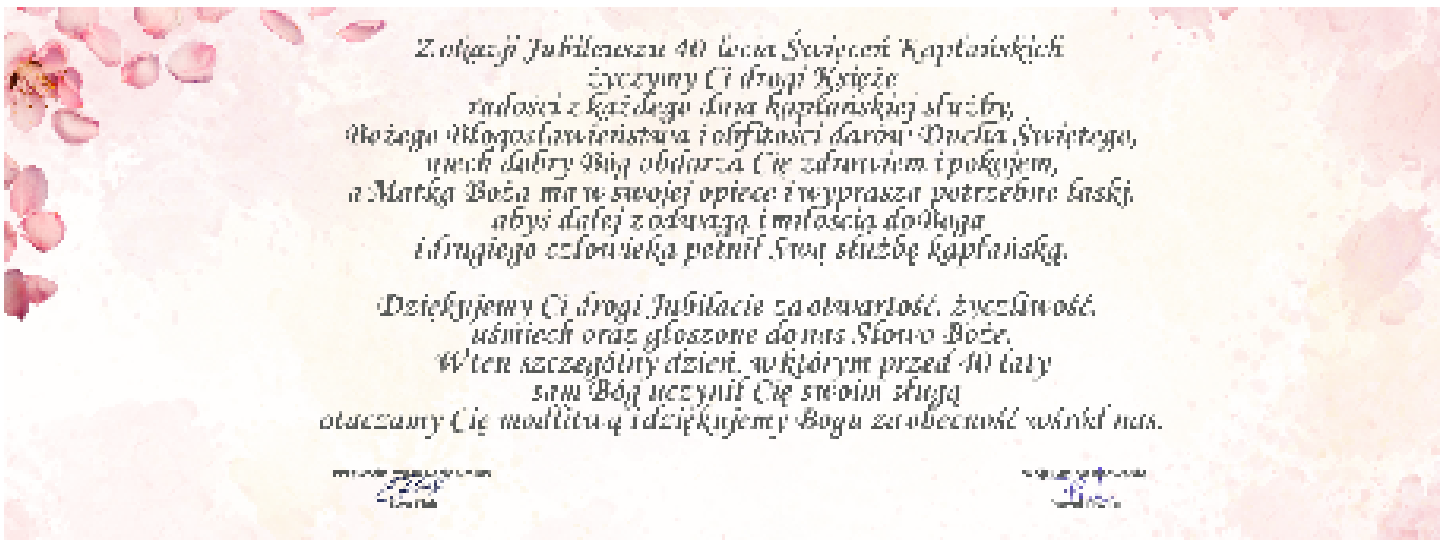 Z okazji Jubileuszu 40-lecia Święceń Kapłańskich
życzymy Ci drogi Księże
radości z każdego dnia kapłańskiej służby,
Bożego Błogosławieństwa i obfitości darów Ducha Świętego,
niech dobry Bóg obdarza Cię zdrowiem i pokojem,
a Matka Boża ma w swojej opiece i wyprasza potrzebne łaski,
abyś dalej z odwagą i miłością do Boga
i drugiego człowieka pełnił Swą służbę kapłańską.
Dziękujemy Ci drogi Jubilacie za otwartość, życzliwość,
uśmiech oraz głoszone do nas Słowo Boże.
W ten szczególny dzień, w którym przed 40 laty
sam Bóg uczynił Cię swoim sługą
otaczamy Cię modlitwą i dziękujemy Bogu za obecność wśród nas.